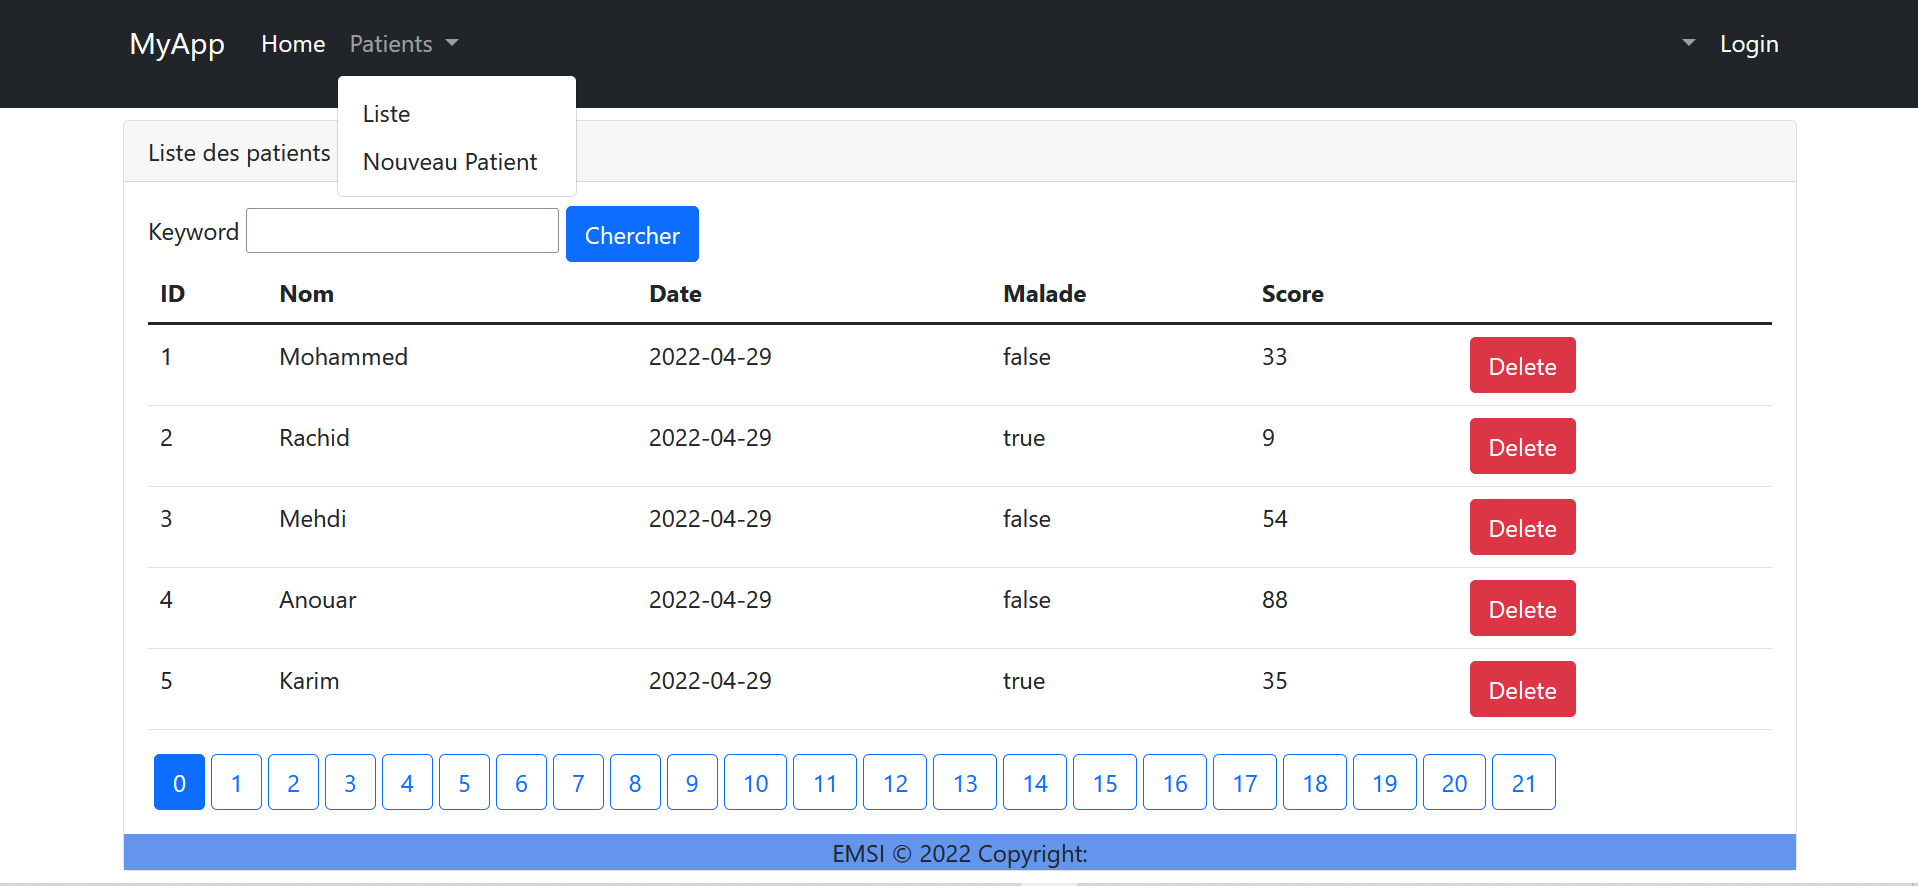 MyApp Home Patients Login
Liste
Nouveau Patient
Liste des patients
Keyword Chercher
ID Nom Date Malade Score
1 Mohammed 2022-04-29 false 33 Delete
2 Rachid 2022-04-29 true 9 Delete
3 Mehdi 2022-04-29 false 54 Delete
4 Anouar 2022-04-29 false 88 Delete
5 Karim 2022-04-29 true 35 Delete
0 1 2 3 4 5 6 7 8 9 10 11 12 13 14 15 16 17 18 19 20 21
EMSI © 2022 Copyright: